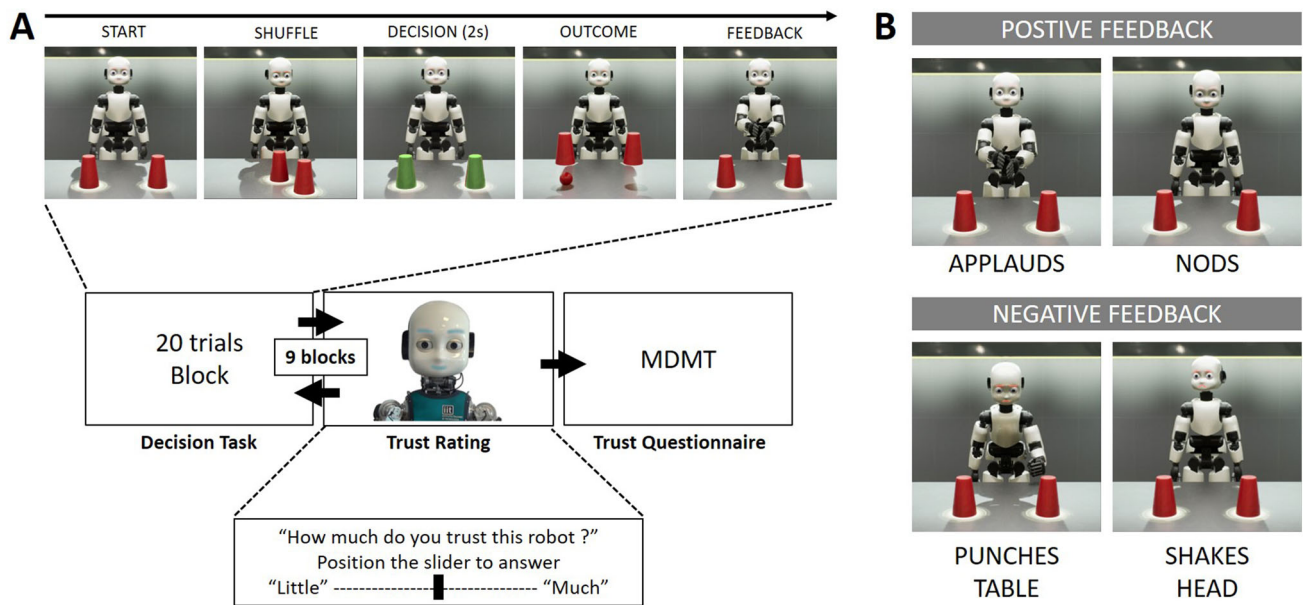 A
START
SHUFFLE
DECISION (2s)
OUTCOME
FEEDBACK
20 trials
Block
9 blocks
MDMT
Decision Task
Trust Rating
Trust Questionnaire
“How much do you trust this robot ?”
Position the slider to answer
“Little” ---------------------------------- “Much”
B
POSTIVE FEEDBACK
APPLAUDS
NODS
NEGATIVE FEEDBACK
PUNCHES
TABLE
SHAKES
HEAD